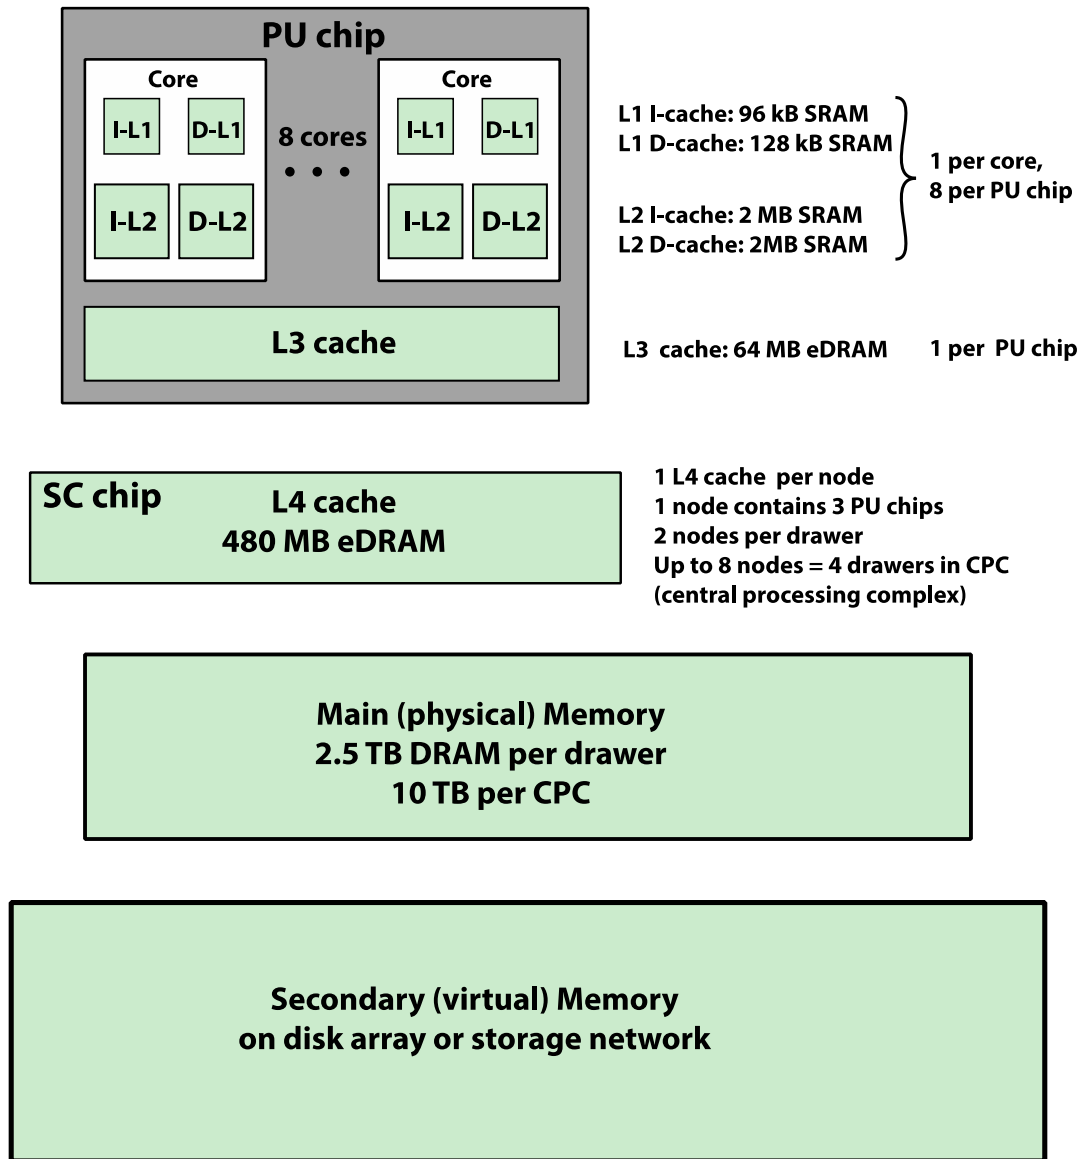 PU chip
Core
I-L1
D-L1
I-L2
D-L2
8 cores
• • •
Core
I-L1
D-L1
I-L2
D-L2
L1 I-cache: 96 kB SRAM
L1 D-cache: 128 kB SRAM
L2 I-cache: 2 MB SRAM
L2 D-cache: 2MB SRAM
1 per core,
8 per PU chip
L3 cache
L3 cache: 64 MB eDRAM
1 per PU chip
SC chip
L4 cache
480 MB eDRAM
1 L4 cache per node
1 node contains 3 PU chips
2 nodes per drawer
Up to 8 nodes = 4 drawers in CPC
(central processing complex)
Main (physical) Memory
2.5 TB DRAM per drawer
10 TB per CPC
Secondary (virtual) Memory
on disk array or storage network